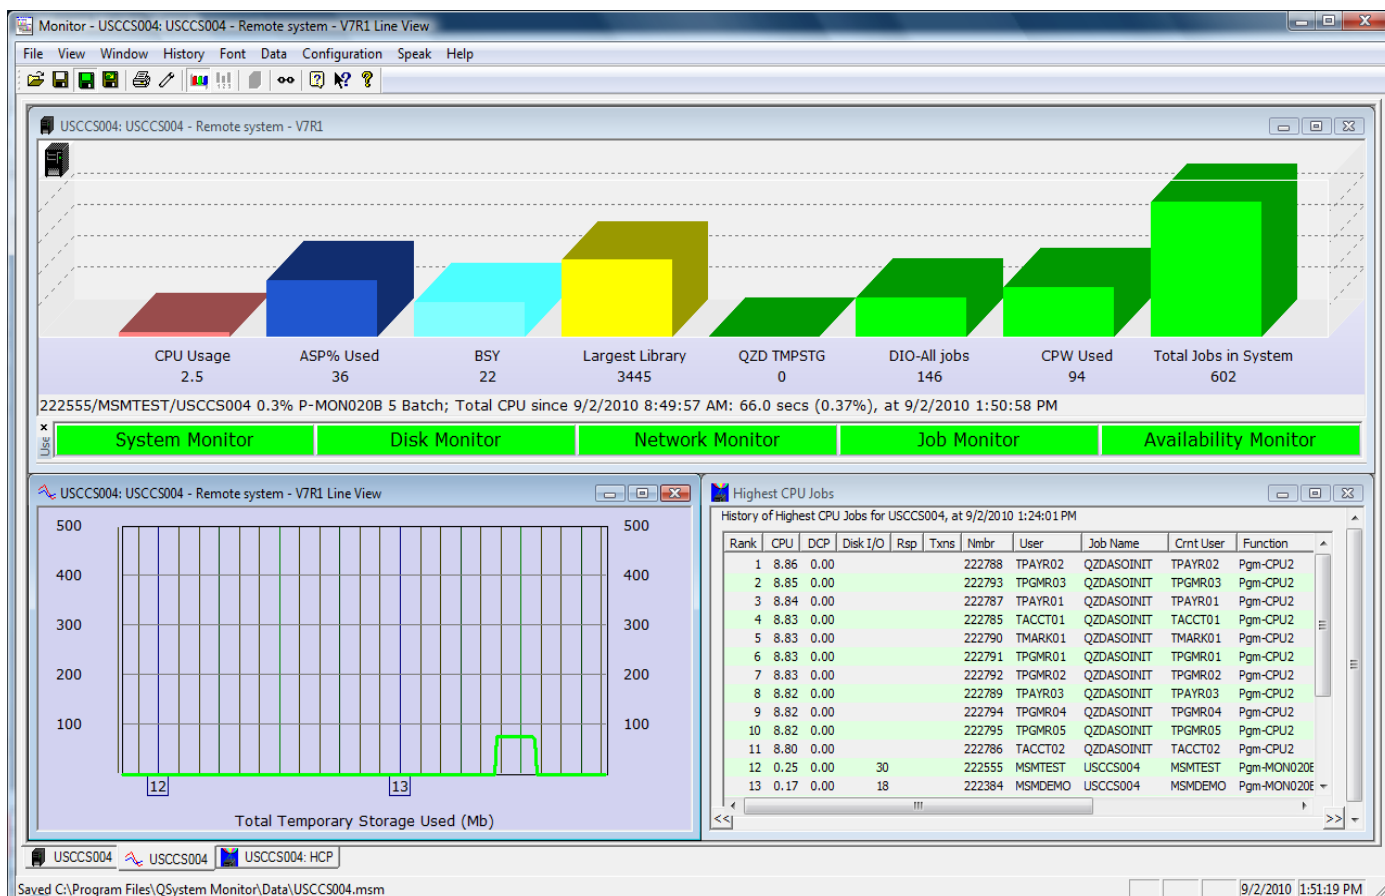 Monitor - USCCS004: USCCS004 - Remote system - V7R1 Line View
File View Window History Font Data Configuration Speak Help
USCCS004: USCCS004 - Remote system - V7R1
CPU Usage ASP% Used BSY Largest Library QZD TMPSTG DIO-All jobs CPW Used Total Jobs in System
2.5 36 22 3445 0 146 94 602
222555/MSMTEST/USCCS004 0.3% P-MON020B 5 Batch; Total CPU since 9/2/2010 8:49:57 AM: 66.0 secs (0.37%), at 9/2/2010 1:50:58 PM
Use System Monitor Disk Monitor Network Monitor Job Monitor Availability Monitor
USCCS004: USCCS004 - Remote system - V7R1 Line View
500 500
400 400
300 300
200 200
100 100
12 13
Total Temporary Storage Used (Mb)
Highest CPU Jobs
History of Highest CPU Jobs for USCCS004, at 9/2/2010 1:24:01 PM
Rank CPU DCP Disk I/O Rsp Txns Nmbr User Job Name Crnt User Function
1 8.86 0.00 222788 TPAYR02 QZDASOINIT TPAYR02 Pgm-CPU2
2 8.85 0.00 222793 TPGMR03 QZDASOINIT TPGMR03 Pgm-CPU2
3 8.84 0.00 222787 TPAYR01 QZDASOINIT TPAYR01 Pgm-CPU2
4 8.83 0.00 222785 TACCT01 QZDASOINIT TACCT01 Pgm-CPU2
5 8.83 0.00 222790 TMARK01 QZDASOINIT TMARK01 Pgm-CPU2
6 8.83 0.00 222791 TPGMR01 QZDASOINIT TPGMR01 Pgm-CPU2
7 8.83 0.00 222792 TPGMR02 QZDASOINIT TPGMR02 Pgm-CPU2
8 8.82 0.00 222789 TPAYR03 QZDASOINIT TPAYR03 Pgm-CPU2
9 8.82 0.00 222794 TPGMR04 QZDASOINIT TPGMR04 Pgm-CPU2
10 8.82 0.00 222795 TPGMR05 QZDASOINIT TPGMR05 Pgm-CPU2
11 8.80 0.00 222786 TACCT02 QZDASOINIT TACCT02 Pgm-CPU2
12 0.25 0.00 30 222555 MSMTEST USCCS004 MSMTEST Pgm-MON020B
13 0.17 0.00 18 222384 MSMDEMO USCCS004 MSMDEMO Pgm-MON020B
<< >>
USCCS004 USCCS004 USCCS004: HCP
Saved C:\Program Files\QSystem Monitor\Data\USCCS004.msm 9/2/2010 1:51:19 PM